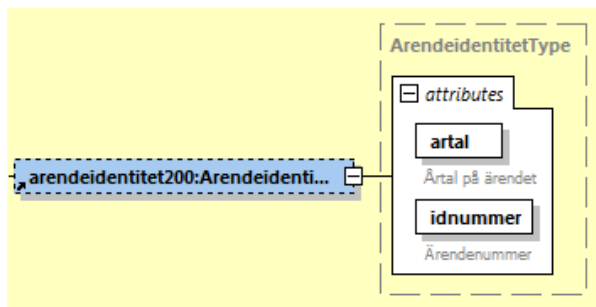 ArendeidentitetType
attributes
artal
arendeidentitet200:Arendeidenti...
Årtal på ärendet
idnummer
Ärendenummer